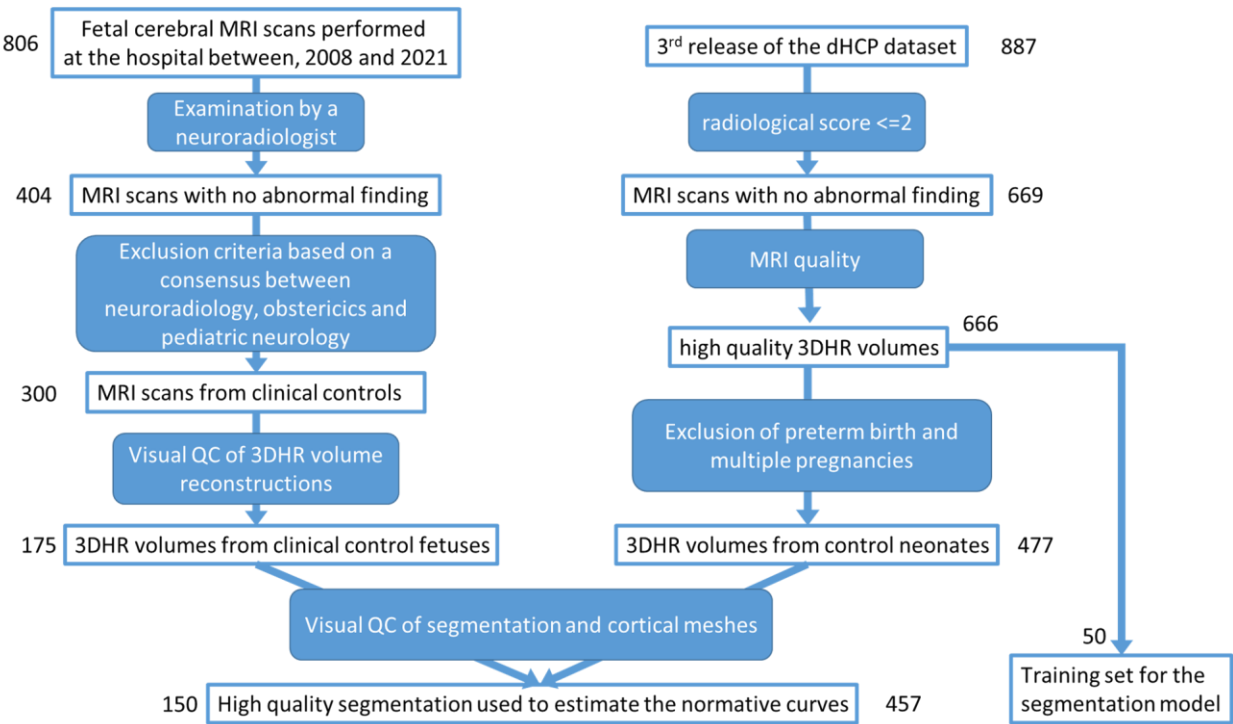 806
Fetal cerebral MRI scans performed
at the hospital between, 2008 and 2021
Examination by a
neuroradiologist
404
MRI scans with no abnormal finding
Exclusion criteria based on a
consensus between
neuroradiology, obstericics and
pediatric neurology
300
MRI scans from clinical controls
Visual QC of 3DHR volume
reconstructions
175
3DHR volumes from clinical control fetuses
3rd release of the dHCP dataset
887
radiological score <=2
MRI scans with no abnormal finding
669
MRI quality
666
high quality 3DHR volumes
Exclusion of preterm birth and
multiple pregnancies
3DHR volumes from control neonates
477
Visual QC of segmentation and cortical meshes
150
High quality segmentation used to estimate the normative curves
457
50
Training set for the
segmentation model